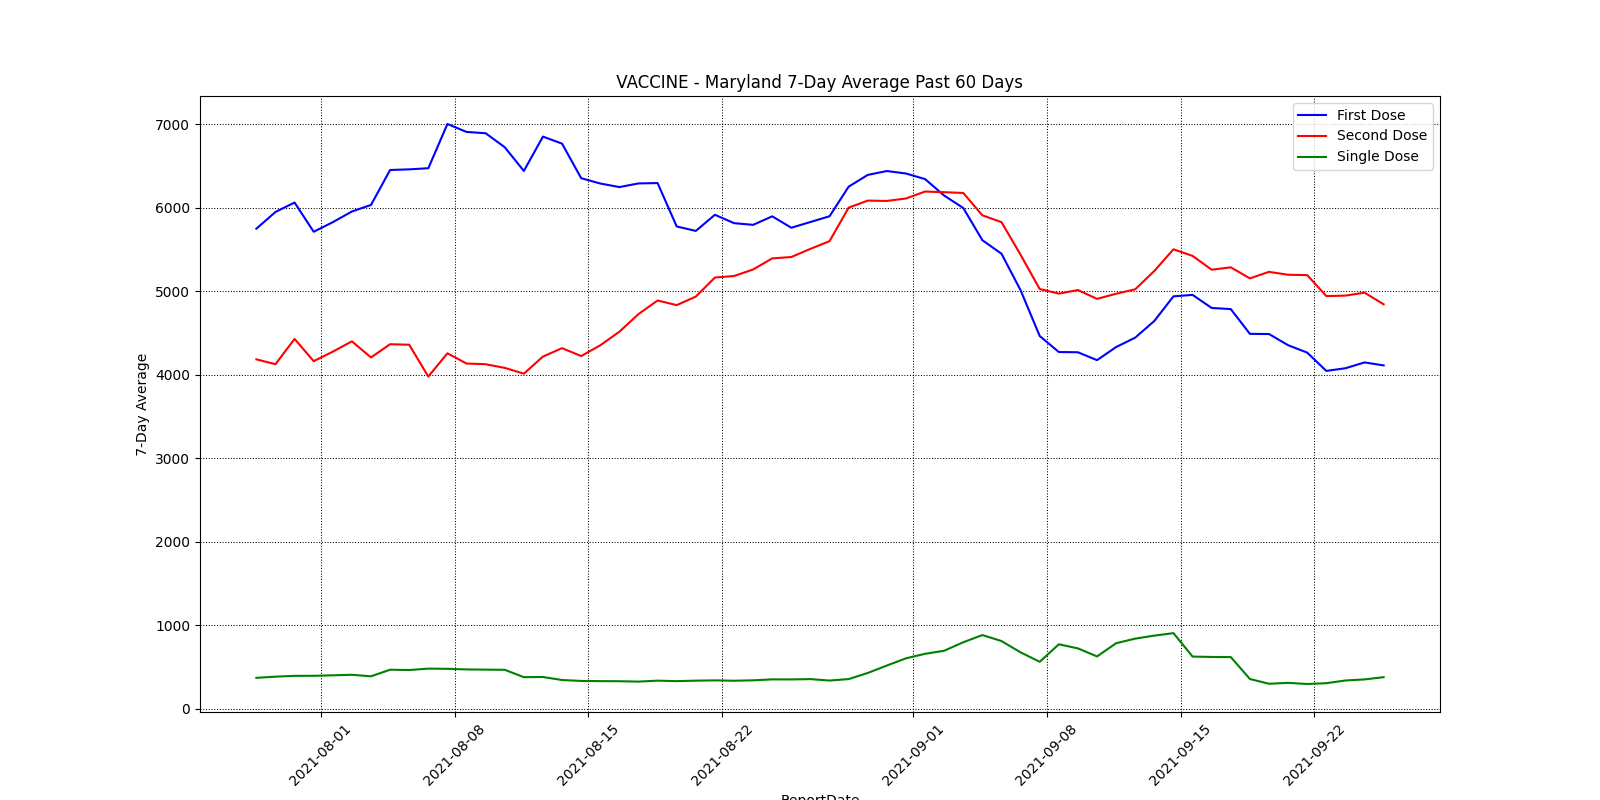 VACCINE - Maryland 7-Day Average Past 60 Days
First Dose
Second Dose
Single Dose
7-Day Average
7000
6000
5000
4000
3000
2000
1000
0
2021-08-01
2021-08-08
2021-08-15
2021-08-22
2021-09-01
2021-09-08
2021-09-15
2021-09-22
ReportDate